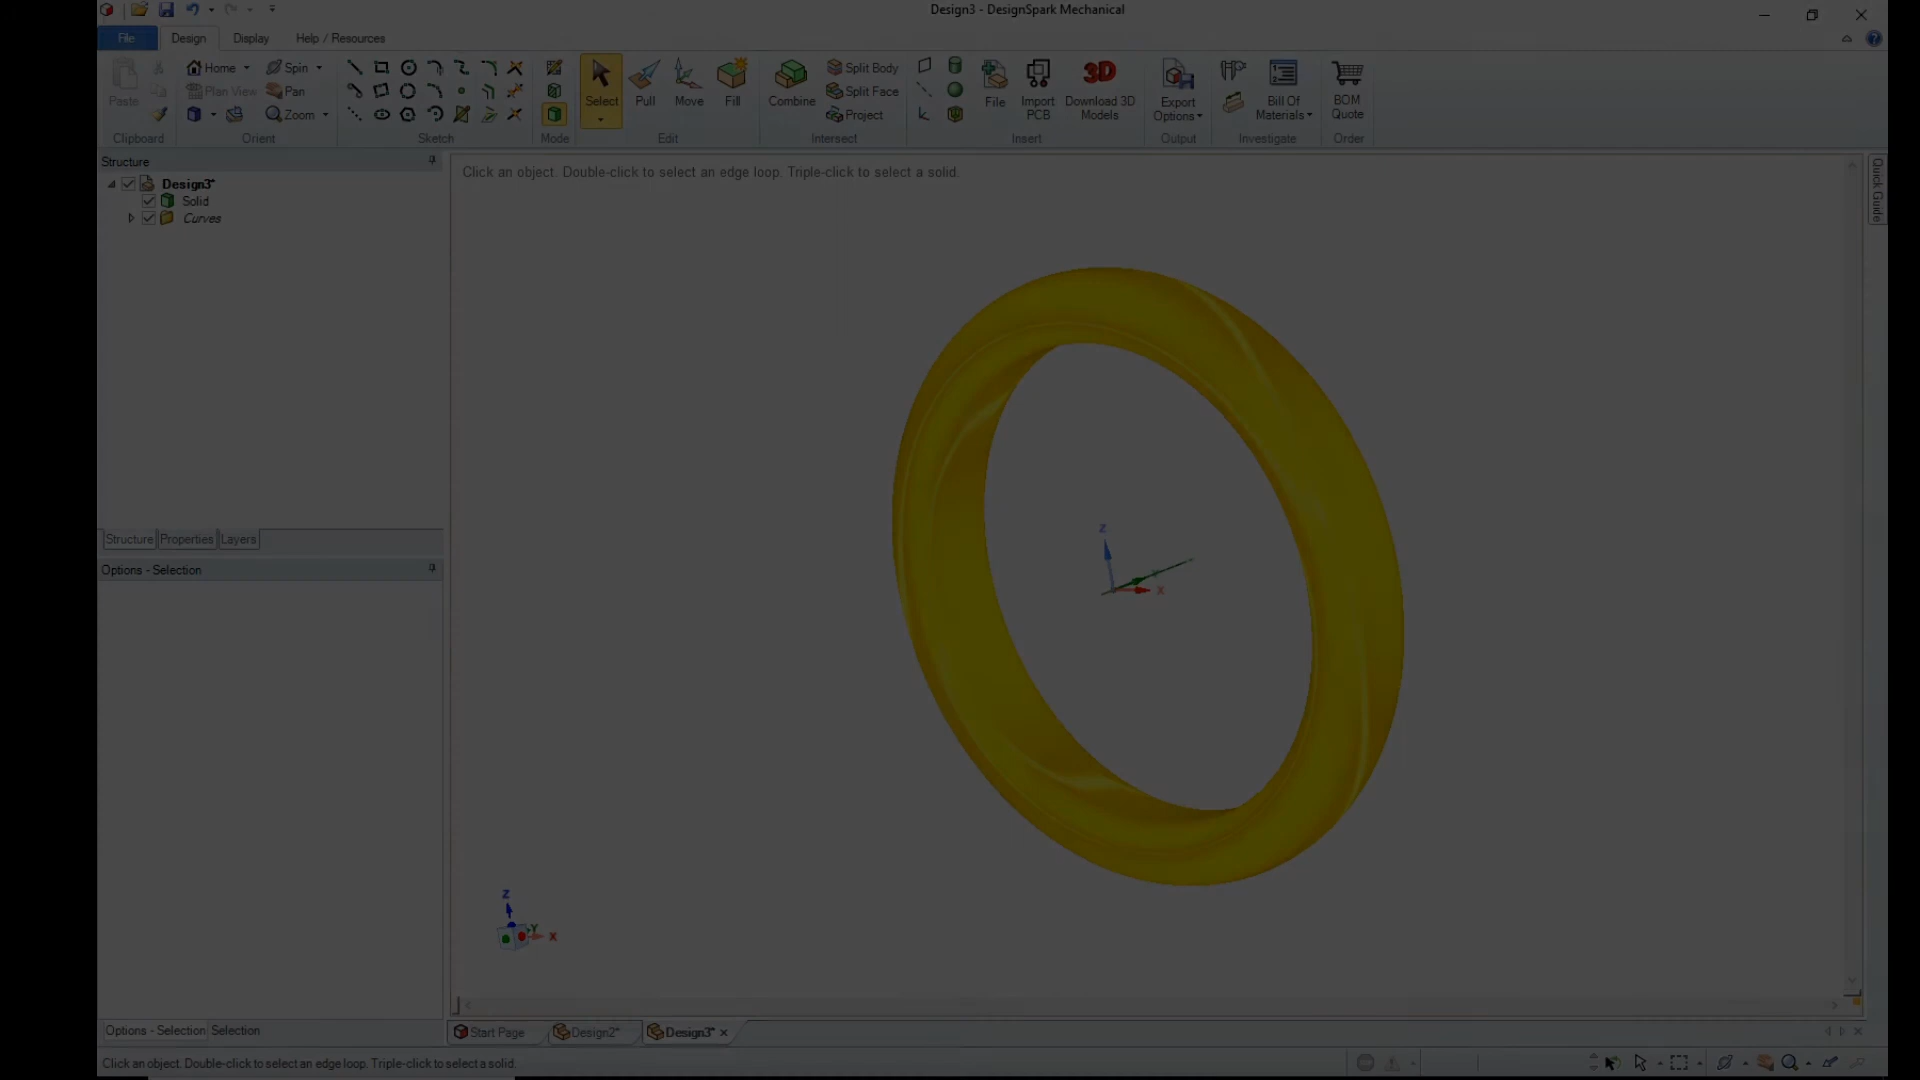 Design3 - DesignSpark Mechanical
File Design Display Help / Resources
Paste
Clipboard
Home Spin
Plan View Pan
Zoom
Orient
Sketch
Mode
Select Pull Move Fill
Edit
Combine
Split Body
Split Face
Project
Intersect
File
Import PCB
3D
Download 3D Models
Insert
Export Options
Output
Bill Of Materials
Investigate
BOM Quote
Order
Structure
Design3*
Solid
Curves
Structure Properties Layers
Options - Selection
Click an object. Double-click to select an edge loop. Triple-click to select a solid.
Quick Guide
Z
X
Z
Y
X
Options - Selection Selection
Start Page Design2* Design3*
Click an object. Double-click to select an edge loop. Triple-click to select a solid.